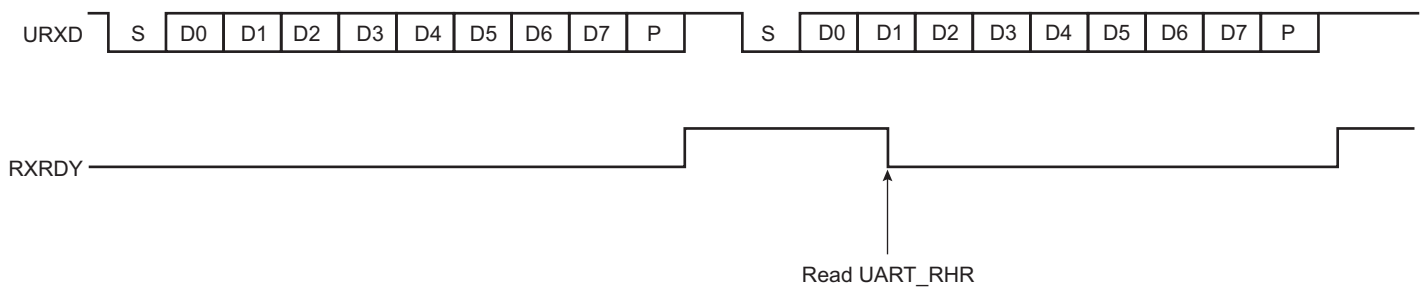 URXD S D0 D1 D2 D3 D4 D5 D6 D7 P S D0 D1 D2 D3 D4 D5 D6 D7 P
RXRDY
Read UART_RHR